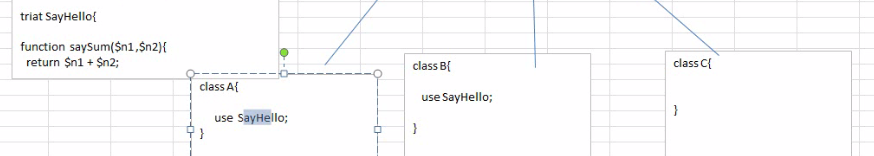 triat SayHello{
function saySum($n1,$n2){
return $n1 + $n2;
class A{
use SayHello;
}
class B{
use SayHello;
}
class C{
}